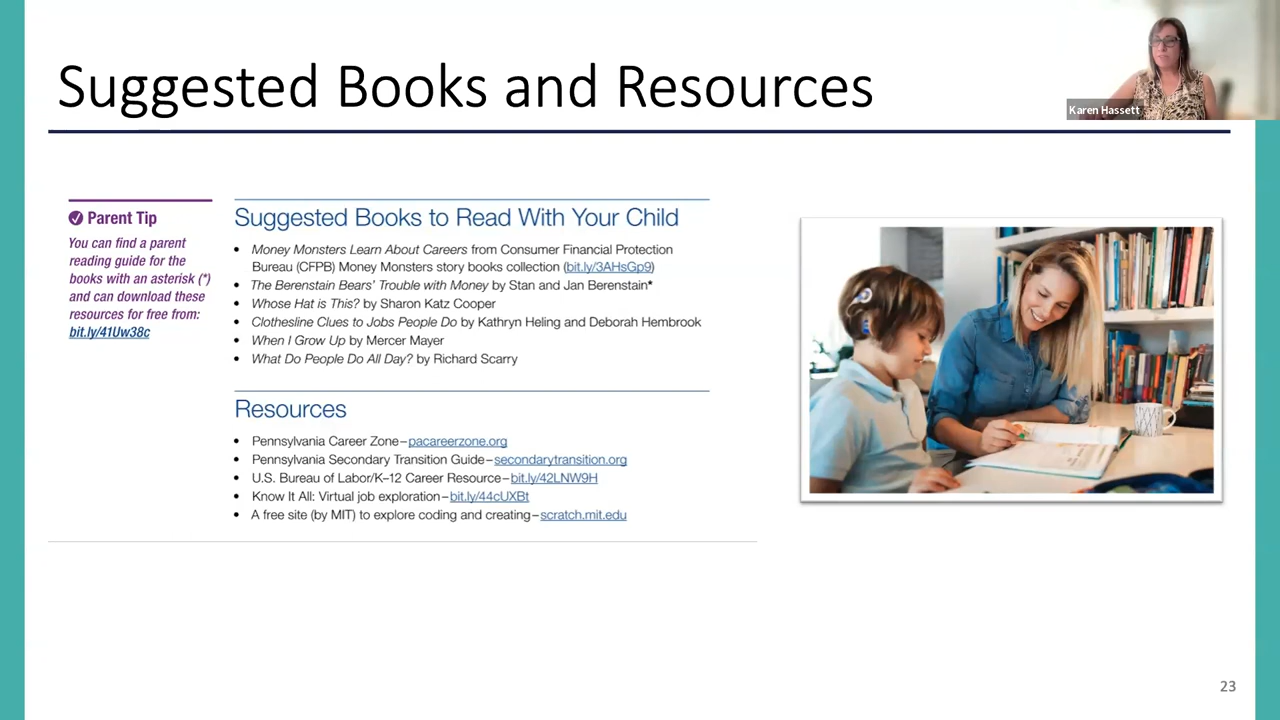 Suggested Books and Resources
Karen Hassett
Parent Tip
You can find a parent
reading guide for the
books with an asterisk (*)
and can download these
resources for free from:
bit.ly/41Uw38c
Suggested Books to Read With Your Child
• Money Monsters Learn About Careers from Consumer Financial Protection
Bureau (CFPB) Money Monsters story books collection (bit.ly/3AHsGp9)
• The Berenstain Bears' Trouble with Money by Stan and Jan Berenstain*
• Whose Hat is This? by Sharon Katz Cooper
• Clothesline Clues to Jobs People Do by Kathryn Heling and Deborah Hembrook
• When I Grow Up by Mercer Mayer
• What Do People Do All Day? by Richard Scarry
Resources
• Pennsylvania Career Zone–pacareerzone.org
• Pennsylvania Secondary Transition Guide–secondarytransition.org
• U.S. Bureau of Labor/K–12 Career Resource–bit.ly/42LNW9H
• Know It All: Virtual job exploration–bit.ly/44cUXBt
• A free site (by MIT) to explore coding and creating–scratch.mit.edu
23